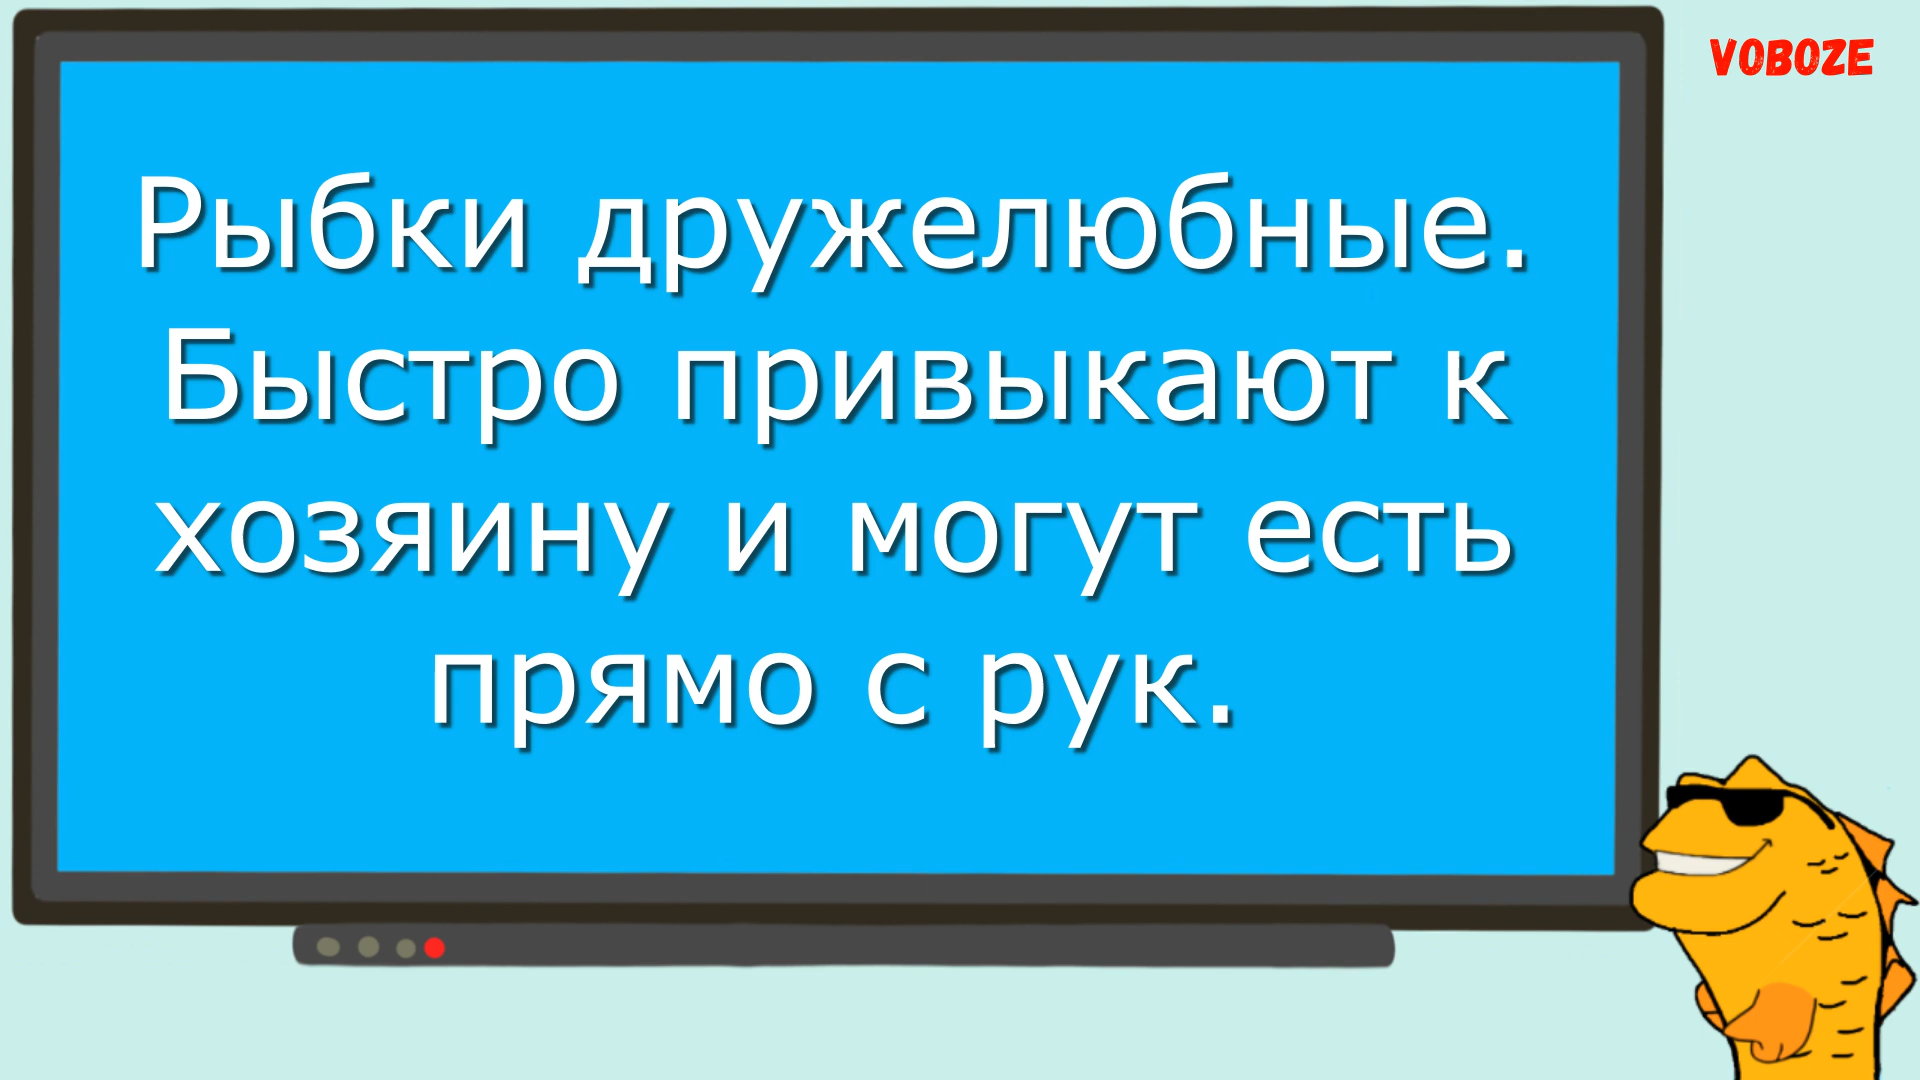 VOBOZE
Рыбки дружелюбные.
Быстро привыкают к
хозяину и могут есть
прямо с рук.